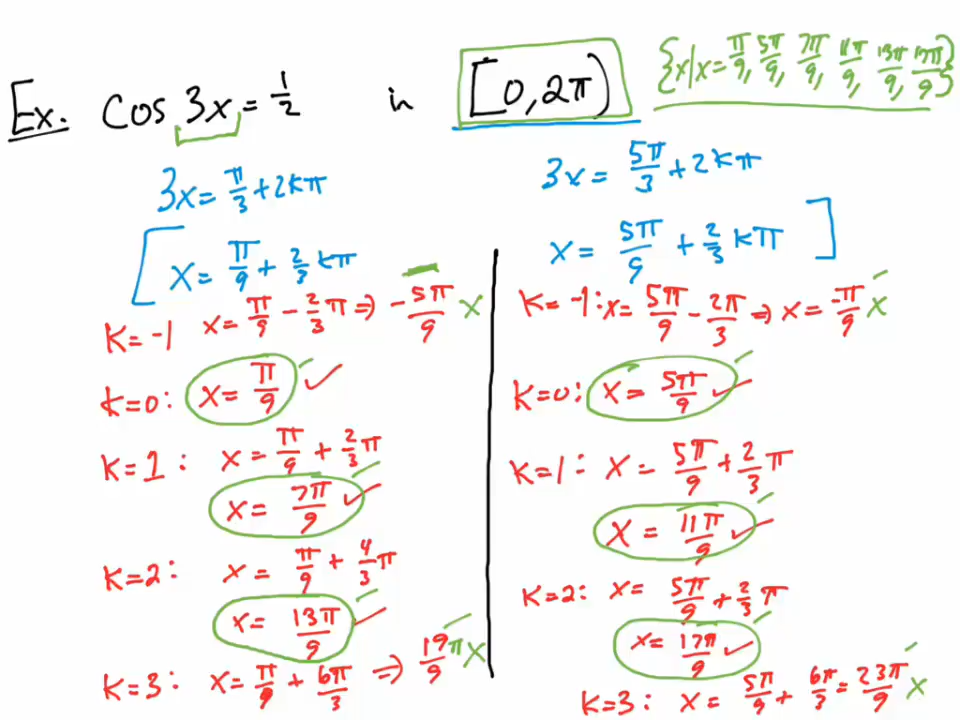 Ex. Cos 3x = 1/2 in [0, 2π) {x|x = π/9, 5π/9, 7π/9, 11π/9, 13π/9, 17π/9}
3x = π/3 + 2kπ
x = π/9 + 2/3 kπ
K = -1 x = π/9 - 2/3 π ⇒ -5π/9 X
K=0: x = π/9 ✓
K=1: x = π/9 + 2/3 π
x = 7π/9 ✓
K=2: x = π/9 + 4/3 π
x = 13π/9 ✓
K=3: x = π/9 + 6π/3 ⇒ 19/9 π X
3x = 5π/3 + 2kπ
x = 5π/9 + 2/3 kπ
K = -1: x = 5π/9 - 2π/3 ⇒ x = -π/9 X
K=0: x = 5π/9 ✓
K=1: x = 5π/9 + 2/3 π
x = 11π/9 ✓
K=2: x = 5π/9 + 2/3 π
x = 17π/9 ✓
K=3: x = 5π/9 + 6π/3 = 23π/9 X